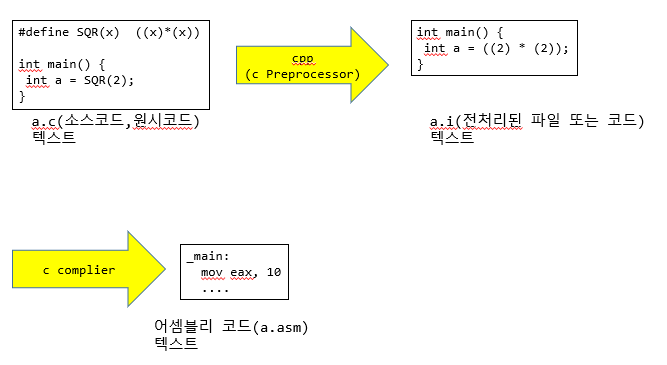 #define SQR(x) ((x)*(x))
int main() {
int a = SQR(2);
}
a.c(소스코드,원시코드)
텍스트
cpp
(c Preprocessor)
int main() {
int a = ((2) * (2));
}
a.i(전처리된 파일 또는 코드)
텍스트
c complier
_main:
mov eax, 10
....
어셈블리 코드(a.asm)
텍스트